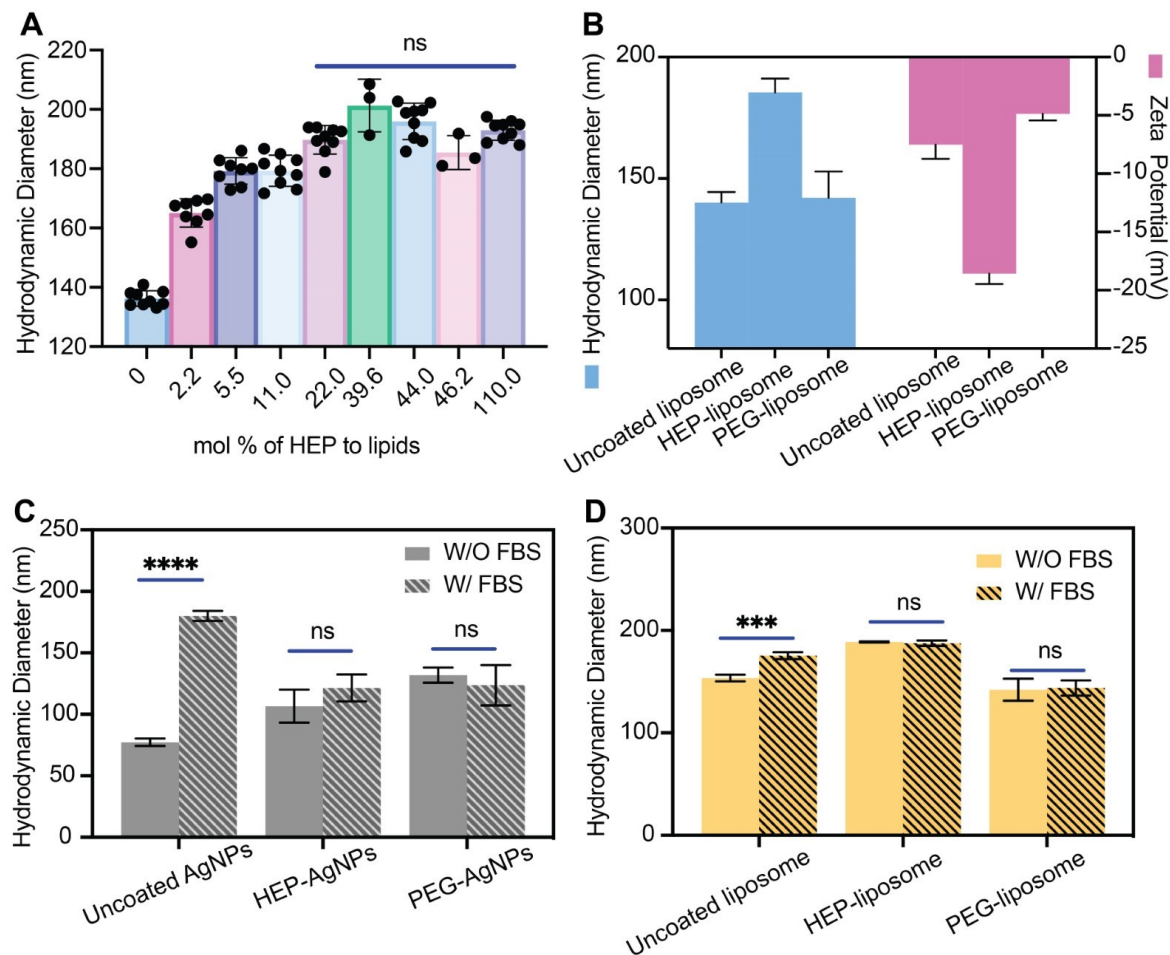 A
ns
Hydrodynamic Diameter (nm)
220
200
180
160
140
120
0
2.2
5.5
11.0
22.0
39.6
44.0
46.2
110.0
mol % of HEP to lipids
B
Hydrodynamic Diameter (nm)
200
150
100
0
-5
-10
-15
-20
-25
Zeta Potential (mV)
Uncoated liposome
HEP-liposome
PEG-liposome
Uncoated liposome
HEP-liposome
PEG-liposome
C
Hydrodynamic Diameter (nm)
250
200
150
100
50
0
****
ns
ns
W/O FBS
W/ FBS
Uncoated AgNPs
HEP-AgNPs
PEG-AgNPs
D
Hydrodynamic Diameter (nm)
300
200
100
0
***
ns
ns
W/O FBS
W/ FBS
Uncoated liposome
HEP-liposome
PEG-liposome